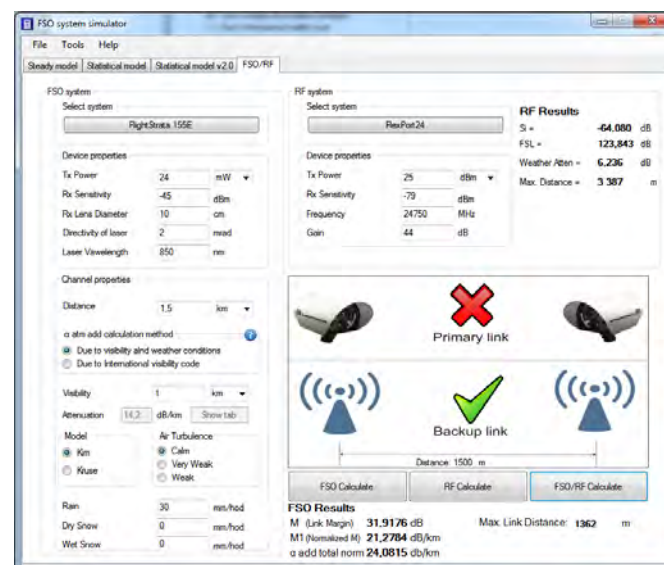 FSO system simulator
File Tools Help
Steady model Statistical model Statistical model v2.0 FSO/RF
FSO system
Select system
FlightStrata 155E
Device properties
Tx Power 24 mW
Rx Sensitivity -45 dBm
Rx Lens Diameter 10 cm
Directivity of laser 2 mrad
Laser Vawelength 850 nm
Channel properties
Distance 1.5 km
α atm add calculation method
Due to visibility aind weather conditions
Due to International visibility code
Visibility 1 km
Attenuation 14,2 dB/km Show tab
Model
Kim
Kruse
Air Turbulence
Calm
Very Weak
Weak
Rain 30 mm/hod
Dry Snow 0 mm/hod
Wet Snow 0 mm/hod
RF system
Select system
FlexPort24
Device properties
Tx Power 25 dBm
Rx Sensitivity -79 dBm
Frequency 24750 MHz
Gain 44 dB
RF Results
Si = -64.080 dB
FSL = 123,843 dB
Weather Atten = 6.236 dB
Max. Distance = 3 387 m
Primary link
Backup link
Distance: 1500 m
FSO Calculate RF Calculate FSO/RF Calculate
FSO Results
M (Link Margin) 31.9176 dB Max. Link Distance: 1362 m
M1 (Normalized M) 21,2784 dB/km
α add total norm 24,0815 db/km